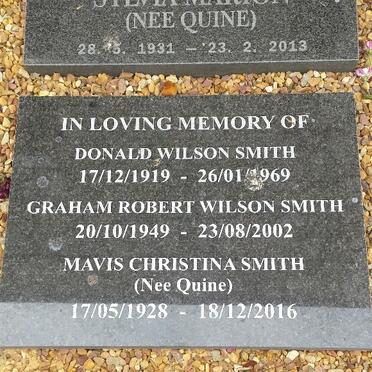 SYLVIA MARION
(NEE QUINE)
28. 5. 1931 — 23. 2. 2013
IN LOVING MEMORY OF
DONALD WILSON SMITH
17/12/1919 - 26/01/1969
GRAHAM ROBERT WILSON SMITH
20/10/1949 - 23/08/2002
MAVIS CHRISTINA SMITH
(Nee Quine)
17/05/1928 - 18/12/2016